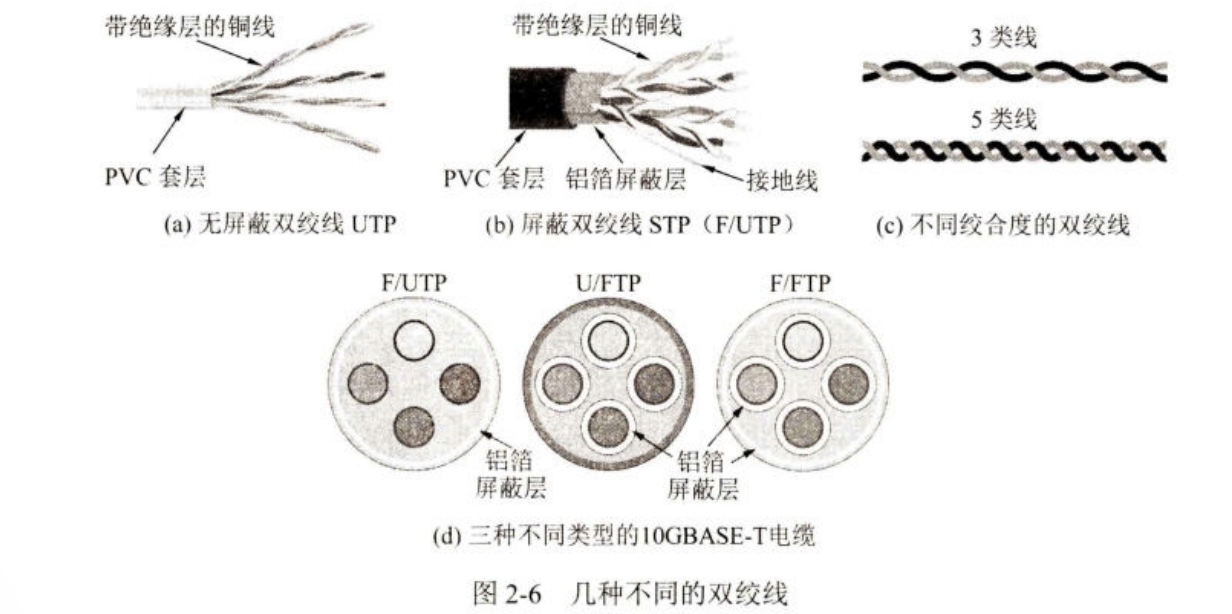 带绝缘层的铜线
PVC 套层
(a) 无屏蔽双绞线 UTP
带绝缘层的铜线
PVC 套层
铝箔屏蔽层
接地线
(b) 屏蔽双绞线 STP（F/UTP）
3 类线
5 类线
(c) 不同绞合度的双绞线
F/UTP
U/FTP
F/FTP
铝箔
屏蔽层
铝箔
屏蔽层
(d) 三种不同类型的10GBASE-T电缆
图 2-6 几种不同的双绞线